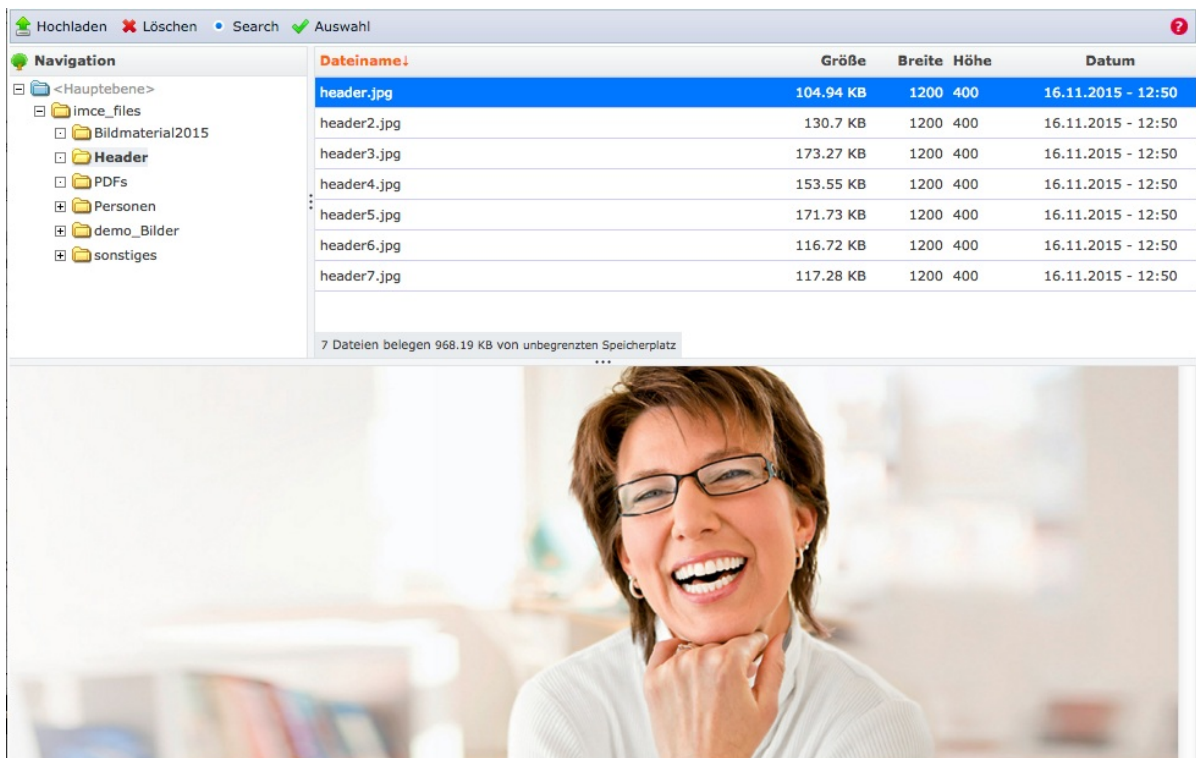 Hochladen Löschen Search Auswahl ?
Navigation
<Hauptebene>
imce_files
Bildmaterial2015
Header
PDFs
Personen
demo_Bilder
sonstiges
Dateiname↓ Größe Breite Höhe Datum
header.jpg 104.94 KB 1200 400 16.11.2015 - 12:50
header2.jpg 130.7 KB 1200 400 16.11.2015 - 12:50
header3.jpg 173.27 KB 1200 400 16.11.2015 - 12:50
header4.jpg 153.55 KB 1200 400 16.11.2015 - 12:50
header5.jpg 171.73 KB 1200 400 16.11.2015 - 12:50
header6.jpg 116.72 KB 1200 400 16.11.2015 - 12:50
header7.jpg 117.28 KB 1200 400 16.11.2015 - 12:50
7 Dateien belegen 968.19 KB von unbegrenzten Speicherplatz